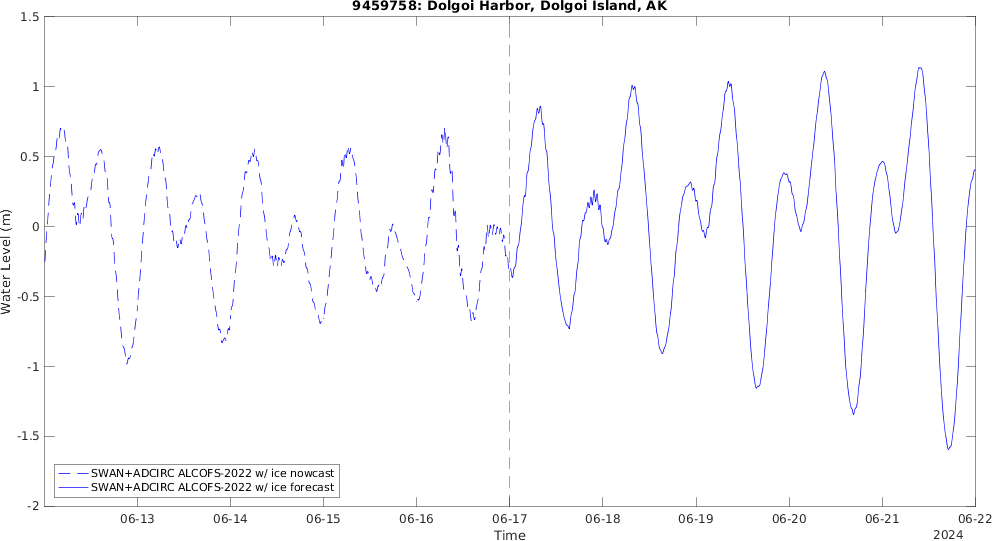 9459758: Dolgoi Harbor, Dolgoi Island, AK
1.5
1
0.5
0
-0.5
-1
-1.5
-2
Water Level (m)
SWAN+ADCIRC ALCOFS-2022 w/ ice nowcast
SWAN+ADCIRC ALCOFS-2022 w/ ice forecast
06-13 06-14 06-15 06-16 06-17 06-18 06-19 06-20 06-21 06-22
Time
2024